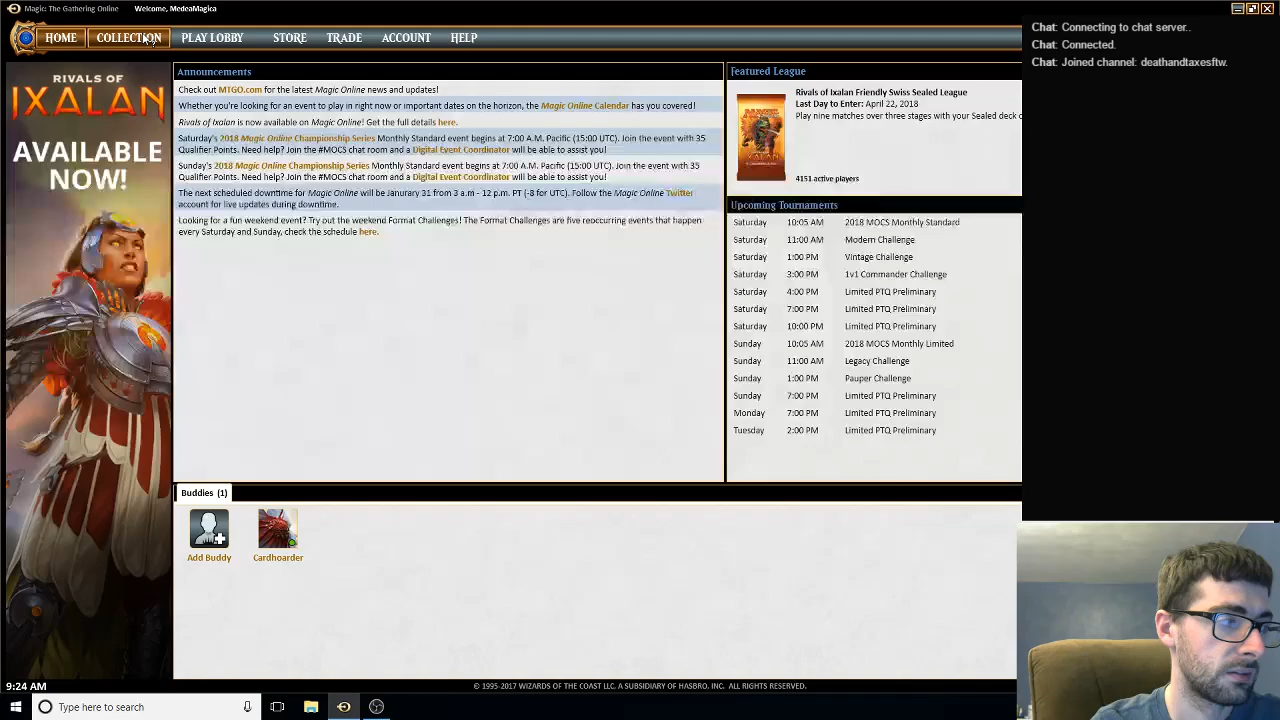 Magic: The Gathering Online
Welcome, MedeaMagica
HOME
COLLECTION
PLAY LOBBY
STORE
TRADE
ACCOUNT
HELP
Chat: Connecting to chat server..
Chat: Connected.
Chat: Joined channel: deathandtaxesftw.
RIVALS OF
IXALAN
AVAILABLE
NOW!
Announcements
Check out MTGO.com for the latest Magic Online news and updates!
Whether you're looking for an event to play in right now or important dates on the horizon, the Magic Online Calendar has you covered!
Rivals of Ixalan is now available on Magic Online! Get the full details here.
Saturday's 2018 Magic Online Championship Series Monthly Standard event begins at 7:00 A.M. Pacific (15:00 UTC). Join the event with 35
Qualifier Points. Need help? Join the #MOCS chat room and a Digital Event Coordinator will be able to assist you!
Sunday's 2018 Magic Online Championship Series Monthly Standard event begins at 7:00 A.M. Pacific (15:00 UTC). Join the event with 35
Qualifier Points. Need help? Join the #MOCS chat room and a Digital Event Coordinator will be able to assist you!
The next scheduled downtime for Magic Online will be Janurary 31 from 3 a.m - 12 p.m. PT (-8 for UTC). Follow the Magic Online Twitter
account for live updates during downtime.
Looking for a fun weekend event? Try out the weekend Format Challenges! The Format Challenges are five reoccurring events that happen
every Saturday and Sunday, check the schedule here.
Featured League
Rivals of Ixalan Friendly Swiss Sealed League
Last Day to Enter: April 22, 2018
Play nine matches over three stages with your Sealed deck c
4151 active players
Upcoming Tournaments
Saturday 10:05 AM 2018 MOCS Monthly Standard
Saturday 11:00 AM Modern Challenge
Saturday 1:00 PM Vintage Challenge
Saturday 3:00 PM 1v1 Commander Challenge
Saturday 4:00 PM Limited PTQ Preliminary
Saturday 7:00 PM Limited PTQ Preliminary
Saturday 10:00 PM Limited PTQ Preliminary
Sunday 10:05 AM 2018 MOCS Monthly Limited
Sunday 11:00 AM Legacy Challenge
Sunday 1:00 PM Pauper Challenge
Sunday 7:00 PM Limited PTQ Preliminary
Monday 7:00 PM Limited PTQ Preliminary
Tuesday 2:00 PM Limited PTQ Preliminary
Buddies (1)
Add Buddy
Cardhoarder
9:24 AM
© 1995-2017 WIZARDS OF THE COAST LLC, A SUBSIDIARY OF HASBRO, INC. ALL RIGHTS RESERVED.
Type here to search